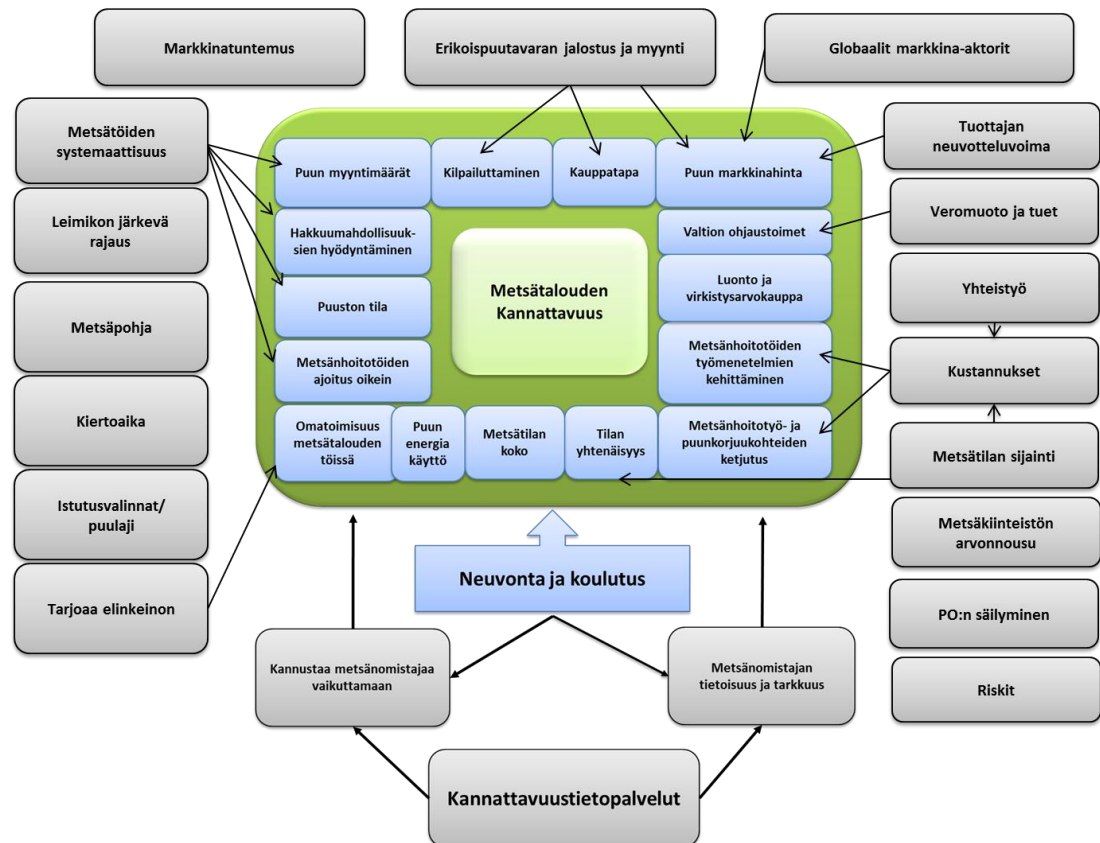 Markkinatuntemus
Erikoispuutavaran jalostus ja myynti
Globaalit markkina-aktorit
Metsätöiden
systemaattisuus
Leimikon järkevä
rajaus
Metsäpohja
Kiertoaika
Istutusvalinnat/
puulaji
Tarjoaa elinkeinon
Puun myyntimäärät
Kilpailuttaminen
Kauppatapa
Puun markkinahinta
Hakkuumahdollisuuk-
sien hyödyntäminen
Puuston tila
Metsänhoitotöiden
ajoitus oikein
Metsätalouden
Kannattavuus
Valtion ohjaustoimet
Luonto ja
virkistysarvokauppa
Metsänhoitotöiden
työmenetelmien
kehittäminen
Omatoimisuus
metsätalouden
töissä
Puun
energia
käyttö
Metsätilan
koko
Tilan
yhtenäisyys
Metsänhoitotyö- ja
puunkorjuukohteiden
ketjutus
Tuottajan
neuvotteluvoima
Veromuoto ja tuet
Yhteistyö
Kustannukset
Metsätilan sijainti
Metsäkiinteistön
arvonnousu
PO:n säilyminen
Riskit
Neuvonta ja koulutus
Kannustaa metsänomistajaa
vaikuttamaan
Metsänomistajan
tietoisuus ja tarkkuus
Kannattavuustietopalvelut